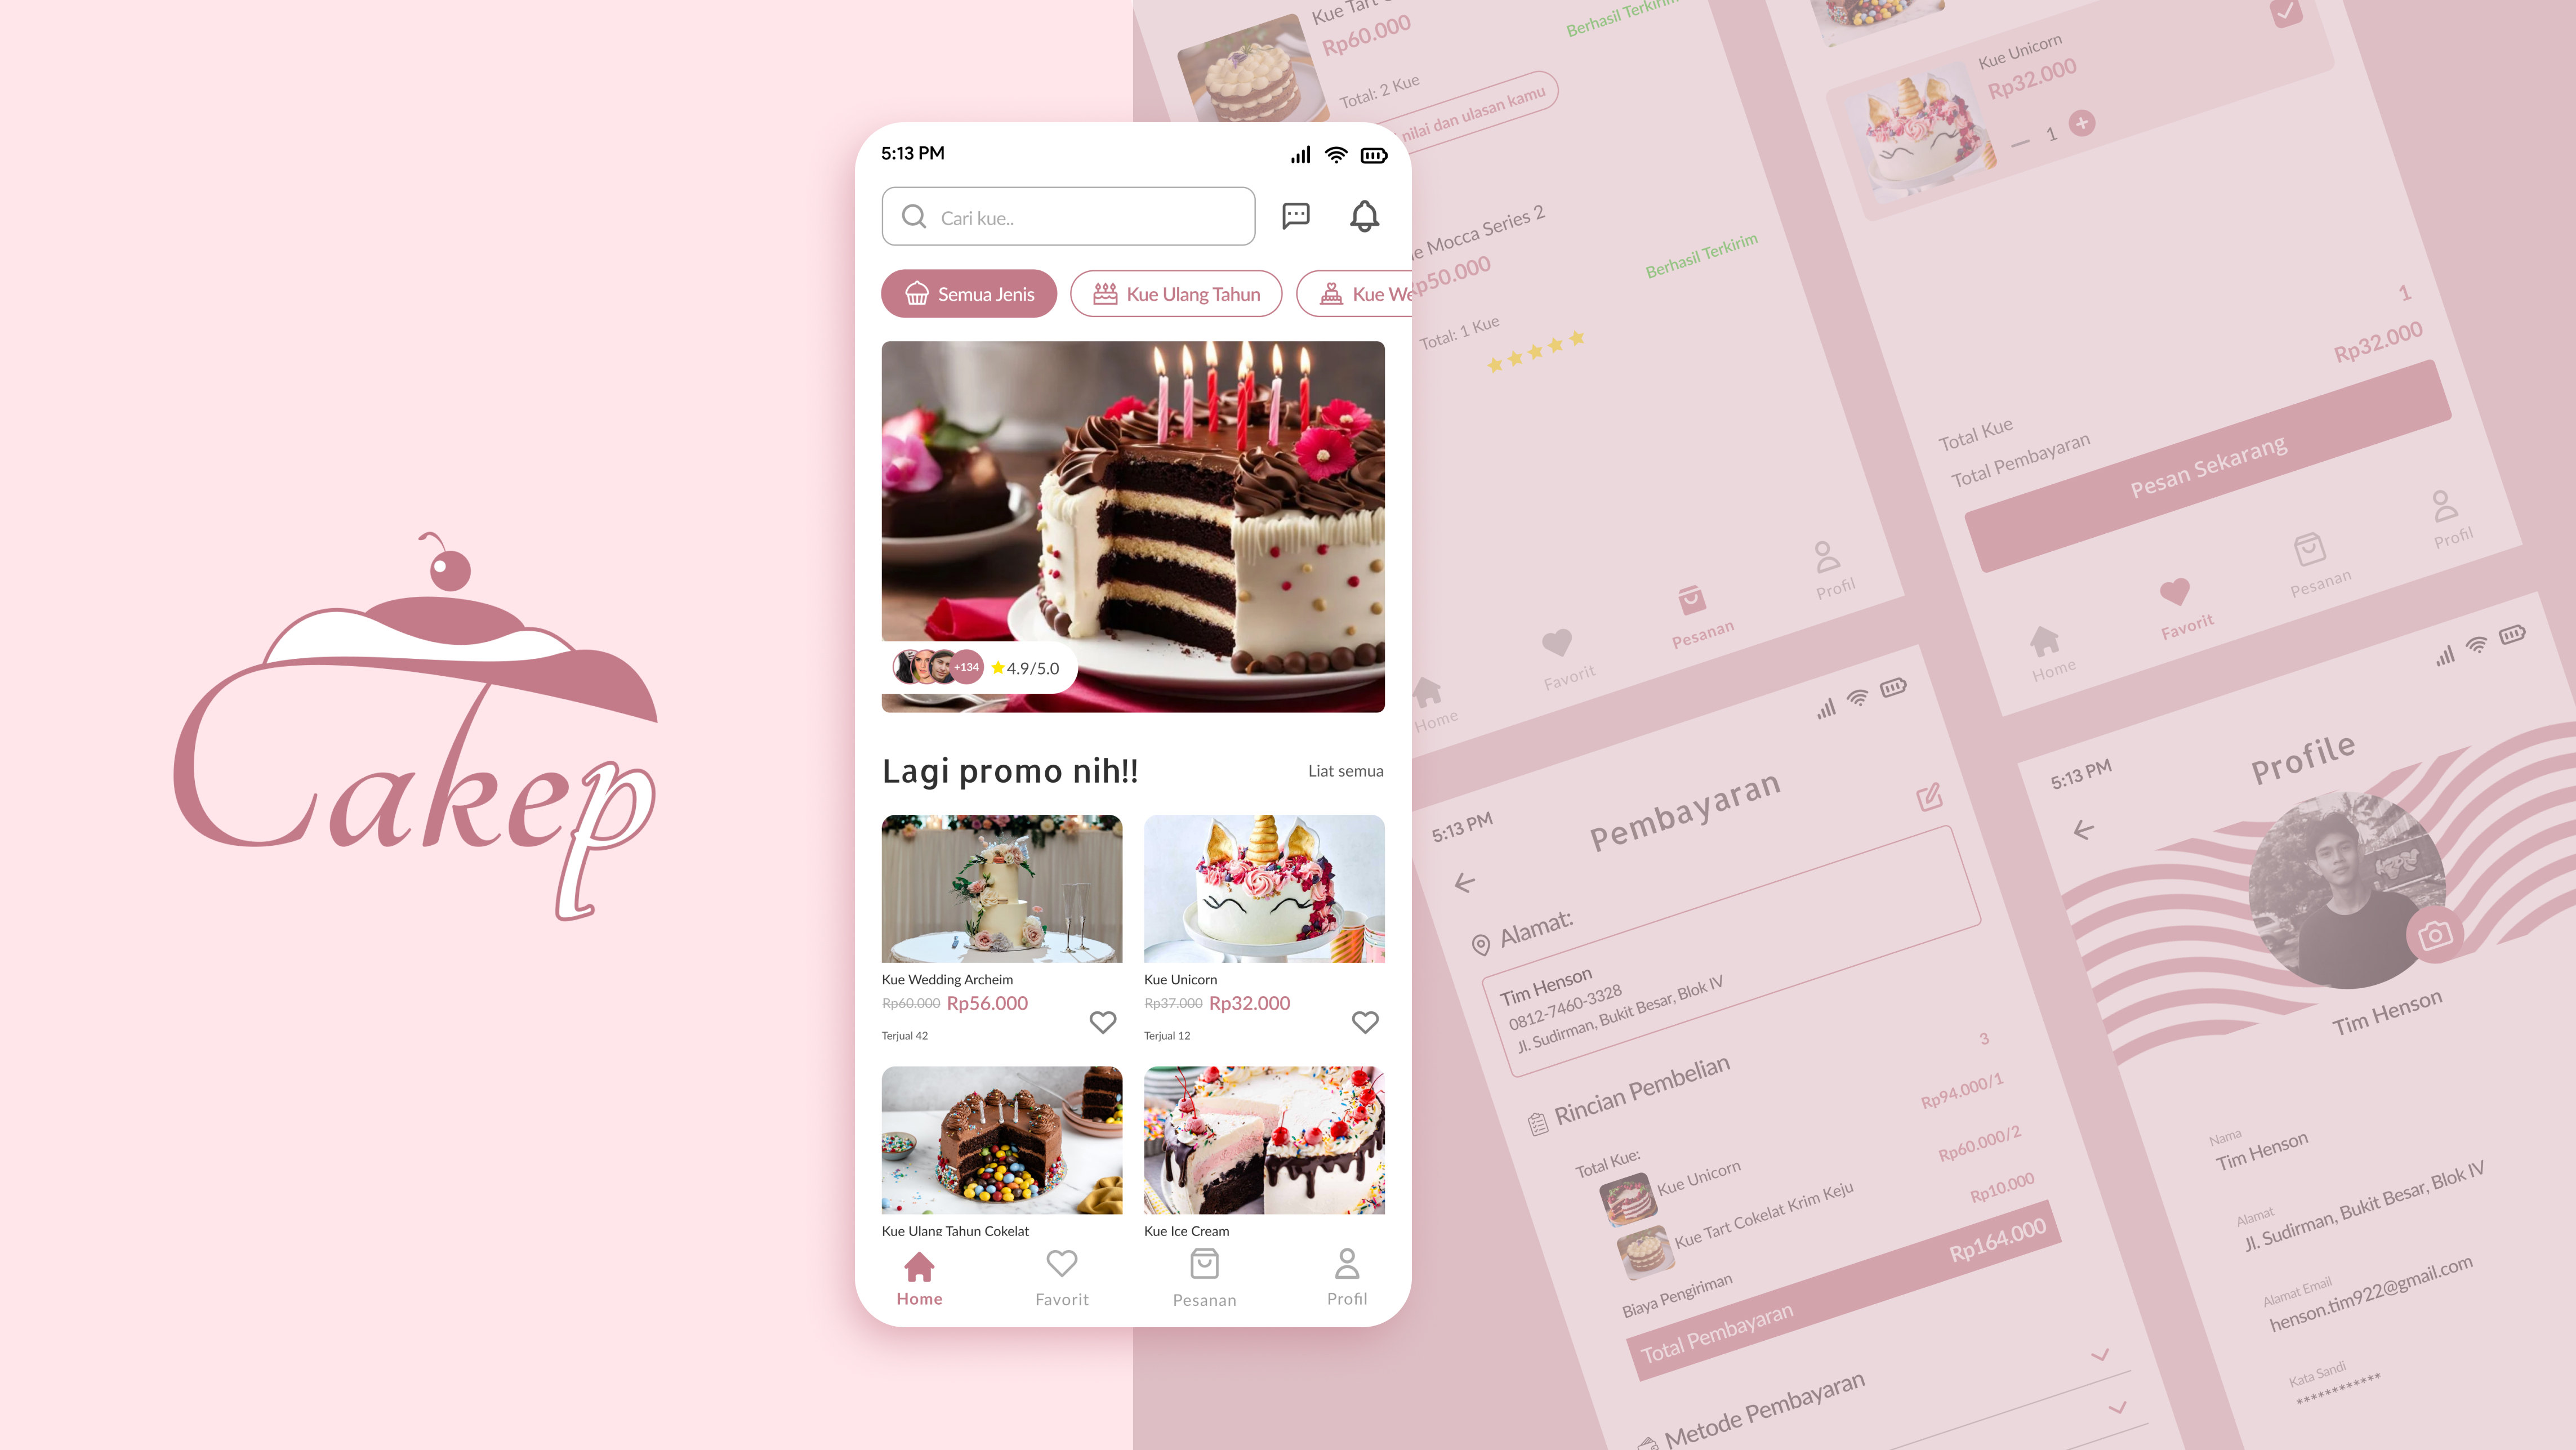 Cakep
5:13 PM
Cari kue..
Semua Jenis
Kue Ulang Tahun
Kue
+134
4.9/5.0
Lagi promo nih!!
Liat semua
Kue Wedding Archeim
Rp60.000 Rp56.000
Terjual 42
Kue Unicorn
Rp37.000 Rp32.000
Terjual 12
Kue Ulang Tahun Cokelat
Kue Ice Cream
Home
Favorit
Pesanan
Profil
Kue Tart
Rp60.000
Berhasil Terkirim
Total: 2 Kue
nilai dan ulasan kamu
Mocca Series 2
Rp50.000
Berhasil Terkirim
Total: 1 Kue
Home
Favorit
Pesanan
Profil
Kue Unicorn
Rp32.000
1
1
Rp32.000
Total Kue
Total Pembayaran
Pesan Sekarang
Home
Favorit
Pesanan
Profil
5:13 PM
Pembayaran
Alamat:
Tim Henson
0812-7460-3328
Jl. Sudirman, Bukit Besar, Blok IV
Rincian Pembelian
Total Kue:
3
Kue Unicorn
Rp94.000/1
Kue Tart Cokelat Krim Keju
Rp60.000/2
Biaya Pengiriman
Rp10.000
Total Pembayaran
Rp164.000
Metode Pembayaran
5:13 PM
Profile
Tim Henson
Nama
Tim Henson
Alamat
Jl. Sudirman, Bukit Besar, Blok IV
Alamat Email
henson.tim922@gmail.com
Kata Sandi
************